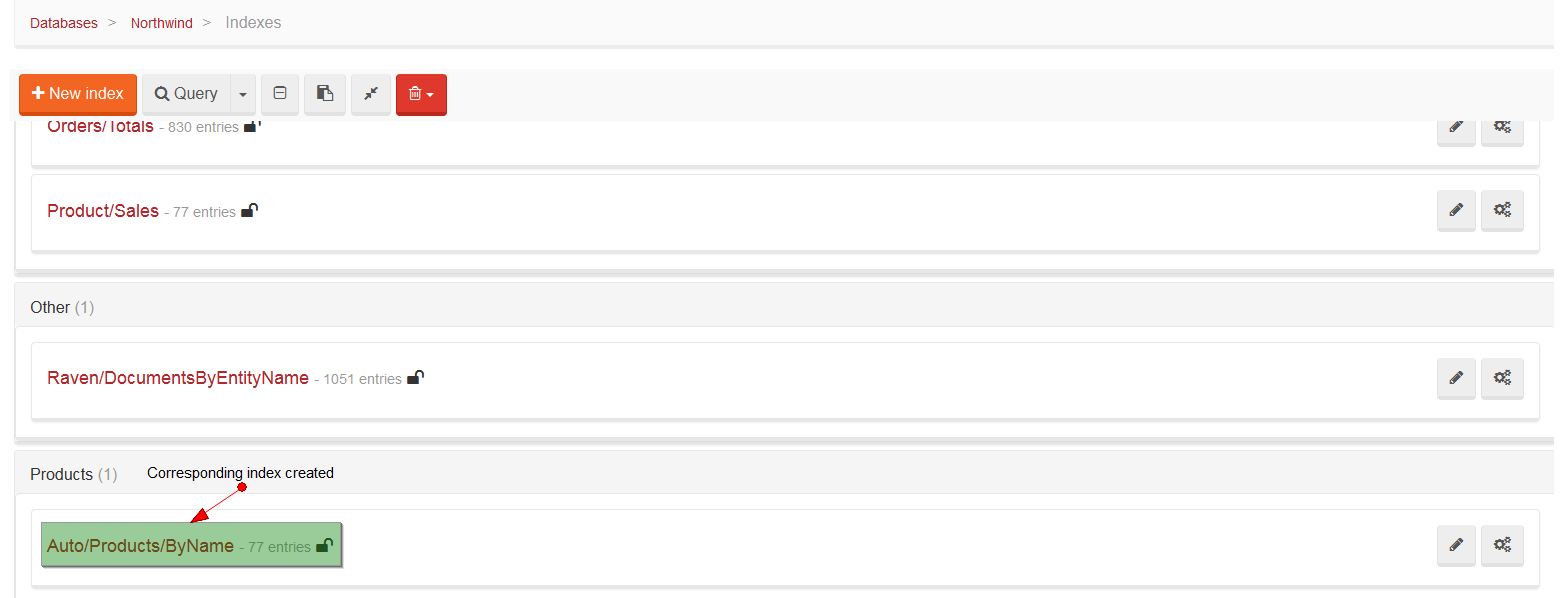 Databases > Northwind > Indexes
New index Query
Orders/Totals - 830 entries
Product/Sales - 77 entries
Other (1)
Raven/DocumentsByEntityName - 1051 entries
Products (1) Corresponding index created
Auto/Products/ByName - 77 entries